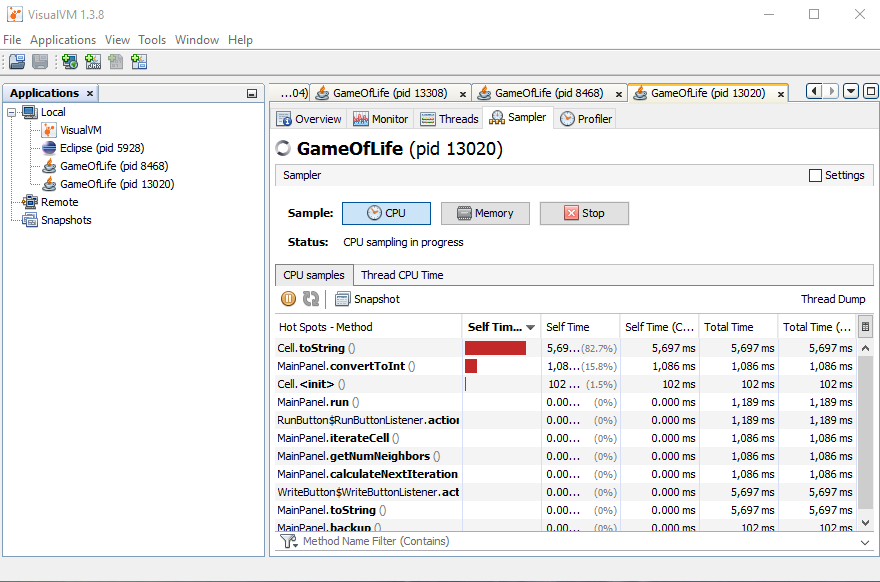 VisualVM 1.3.8
File Applications View Tools Window Help
Applications
...04) GameOfLife (pid 13308) GameOfLife (pid 8468) GameOfLife (pid 13020)
Local
VisualVM
Eclipse (pid 5928)
GameOfLife (pid 8468)
GameOfLife (pid 13020)
Remote
Snapshots
Overview Monitor Threads Sampler Profiler
GameOfLife (pid 13020)
Sampler Settings
Sample: CPU Memory Stop
Status: CPU sampling in progress
CPU samples Thread CPU Time
Snapshot Thread Dump
Hot Spots - Method Self Tim... Self Time Self Time (C... Total Time Total Time (...
Cell.toString () 5,69... (82.7%) 5,697 ms 5,697 ms 5,697 ms
MainPanel.convertToInt () 1,08... (15.8%) 1,086 ms 1,086 ms 1,086 ms
Cell.<init> () 102 ... (1.5%) 102 ms 102 ms 102 ms
MainPanel.run () 0.00... (0%) 0.000 ms 1,189 ms 1,189 ms
RunButton$RunButtonListener.action 0.00... (0%) 0.000 ms 1,189 ms 1,189 ms
MainPanel.iterateCell () 0.00... (0%) 0.000 ms 1,086 ms 1,086 ms
MainPanel.getNumNeighbors () 0.00... (0%) 0.000 ms 1,086 ms 1,086 ms
MainPanel.calculateNextIteration 0.00... (0%) 0.000 ms 1,086 ms 1,086 ms
WriteButton$WriteButtonListener.act 0.00... (0%) 0.000 ms 5,697 ms 5,697 ms
MainPanel.toString () 0.00... (0%) 0.000 ms 5,697 ms 5,697 ms
MainPanel.backup () 0.00... (0%) 0.000 ms 102 ms 102 ms
Method Name Filter (Contains)